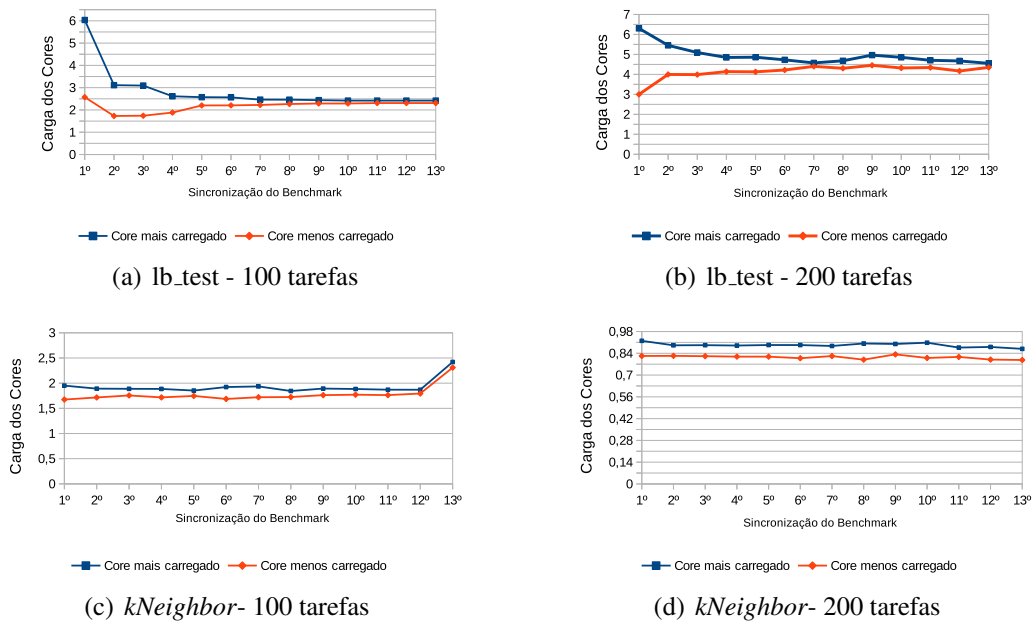 Carga dos Cores
6
5
4
3
2
1
0
1º 2º 3º 4º 5º 6º 7º 8º 9º 10º 11º 12º 13º
Sincronização do Benchmark
Core mais carregado Core menos carregado
(a) lb_test - 100 tarefas
Carga dos Cores
7
6
5
4
3
2
1
0
1º 2º 3º 4º 5º 6º 7º 8º 9º 10º 11º 12º 13º
Sincronização do Benchmark
Core mais carregado Core menos carregado
(b) lb_test - 200 tarefas
Carga dos Cores
3
2,5
2
1,5
1
0,5
0
1º 2º 3º 4º 5º 6º 7º 8º 9º 10º 11º 12º 13º
Sincronização do Benchmark
Core mais carregado Core menos carregado
(c) kNeighbor- 100 tarefas
Carga dos Cores
0,98
0,84
0,7
0,56
0,42
0,28
0,14
0
1º 2º 3º 4º 5º 6º 7º 8º 9º 10º 11º 12º 13º
Sincronização do Benchmark
Core mais carregado Core menos carregado
(d) kNeighbor- 200 tarefas